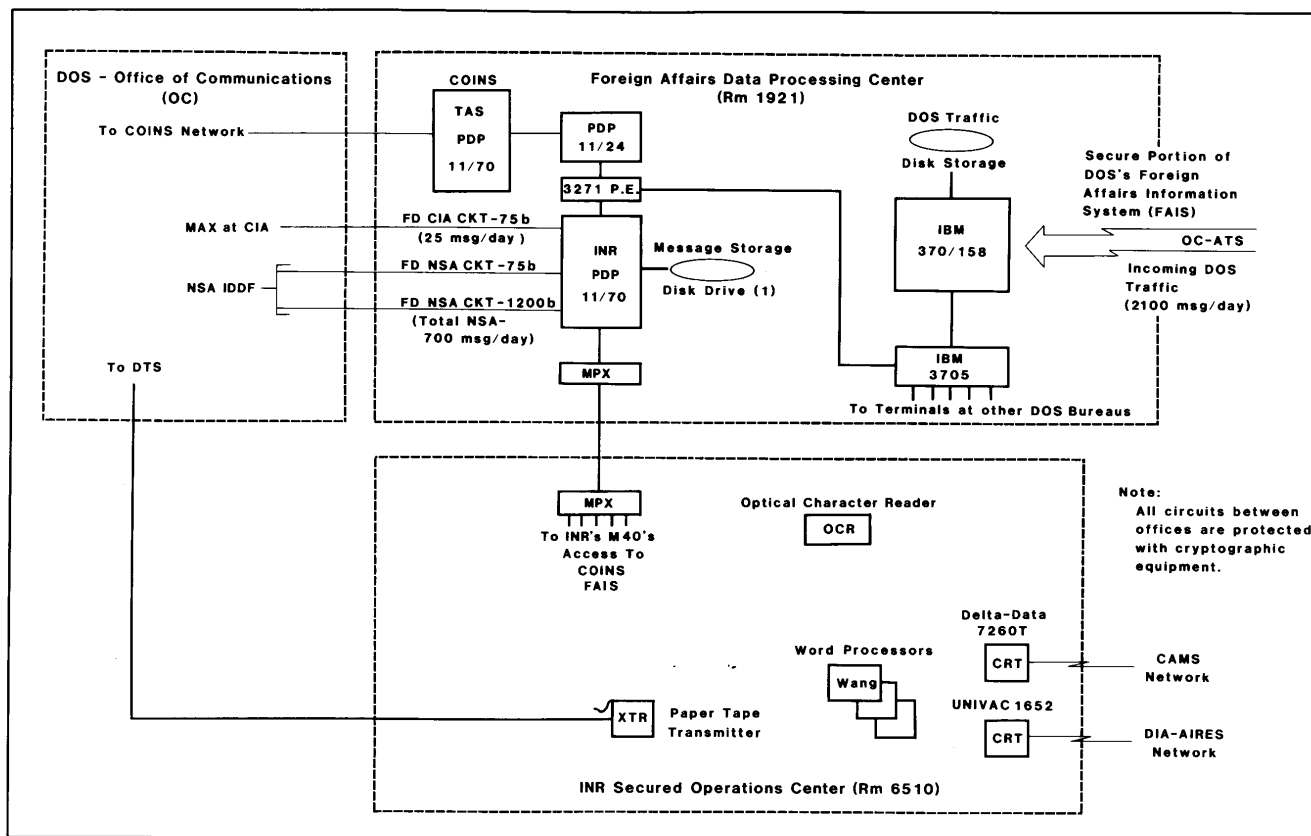 DOS - Office of Communications
(OC)
To COINS Network
MAX at CIA
NSA IDDF
To DTS
Foreign Affairs Data Processing Center
(Rm 1921)
COINS
TAS
PDP
11/70
PDP
11/24
3271 P.E.
FD CIA CKT-75b
(25 msg/day)
FD NSA CKT-75b
FD NSA CKT-1200b
(Total NSA-
700 msg/day)
INR
PDP
11/70
Message Storage
Disk Drive (1)
MPX
DOS Traffic
Disk Storage
IBM
370/158
IBM
3705
To Terminals at other DOS Bureaus
Secure Portion of
DOS's Foreign
Affairs Information
System (FAIS)
OC-ATS
Incoming DOS
Traffic
(2100 msg/day)
MPX
To INR's M40's
Access To
COINS
FAIS
Optical Character Reader
OCR
Note:
All circuits between
offices are protected
with cryptographic
equipment.
Delta-Data
7260T
CRT
CAMS
Network
Word Processors
Wang
UNIVAC 1652
CRT
DIA-AIRES
Network
XTR
Paper Tape
Transmitter
INR Secured Operations Center (Rm 6510)